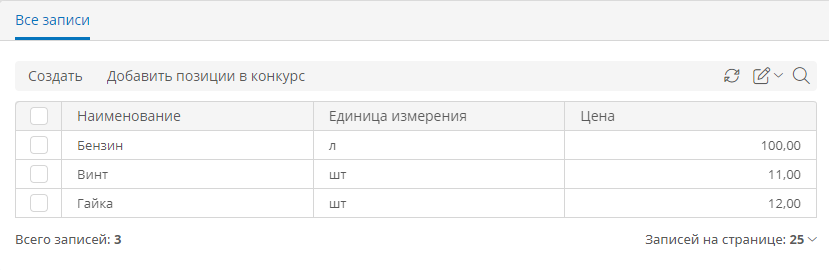 Все записи
Создать Добавить позиции в конкурс
Наименование Единица измерения Цена
Бензин л 100,00
Винт шт 11,00
Гайка шт 12,00
Всего записей: 3 Записей на странице: 25